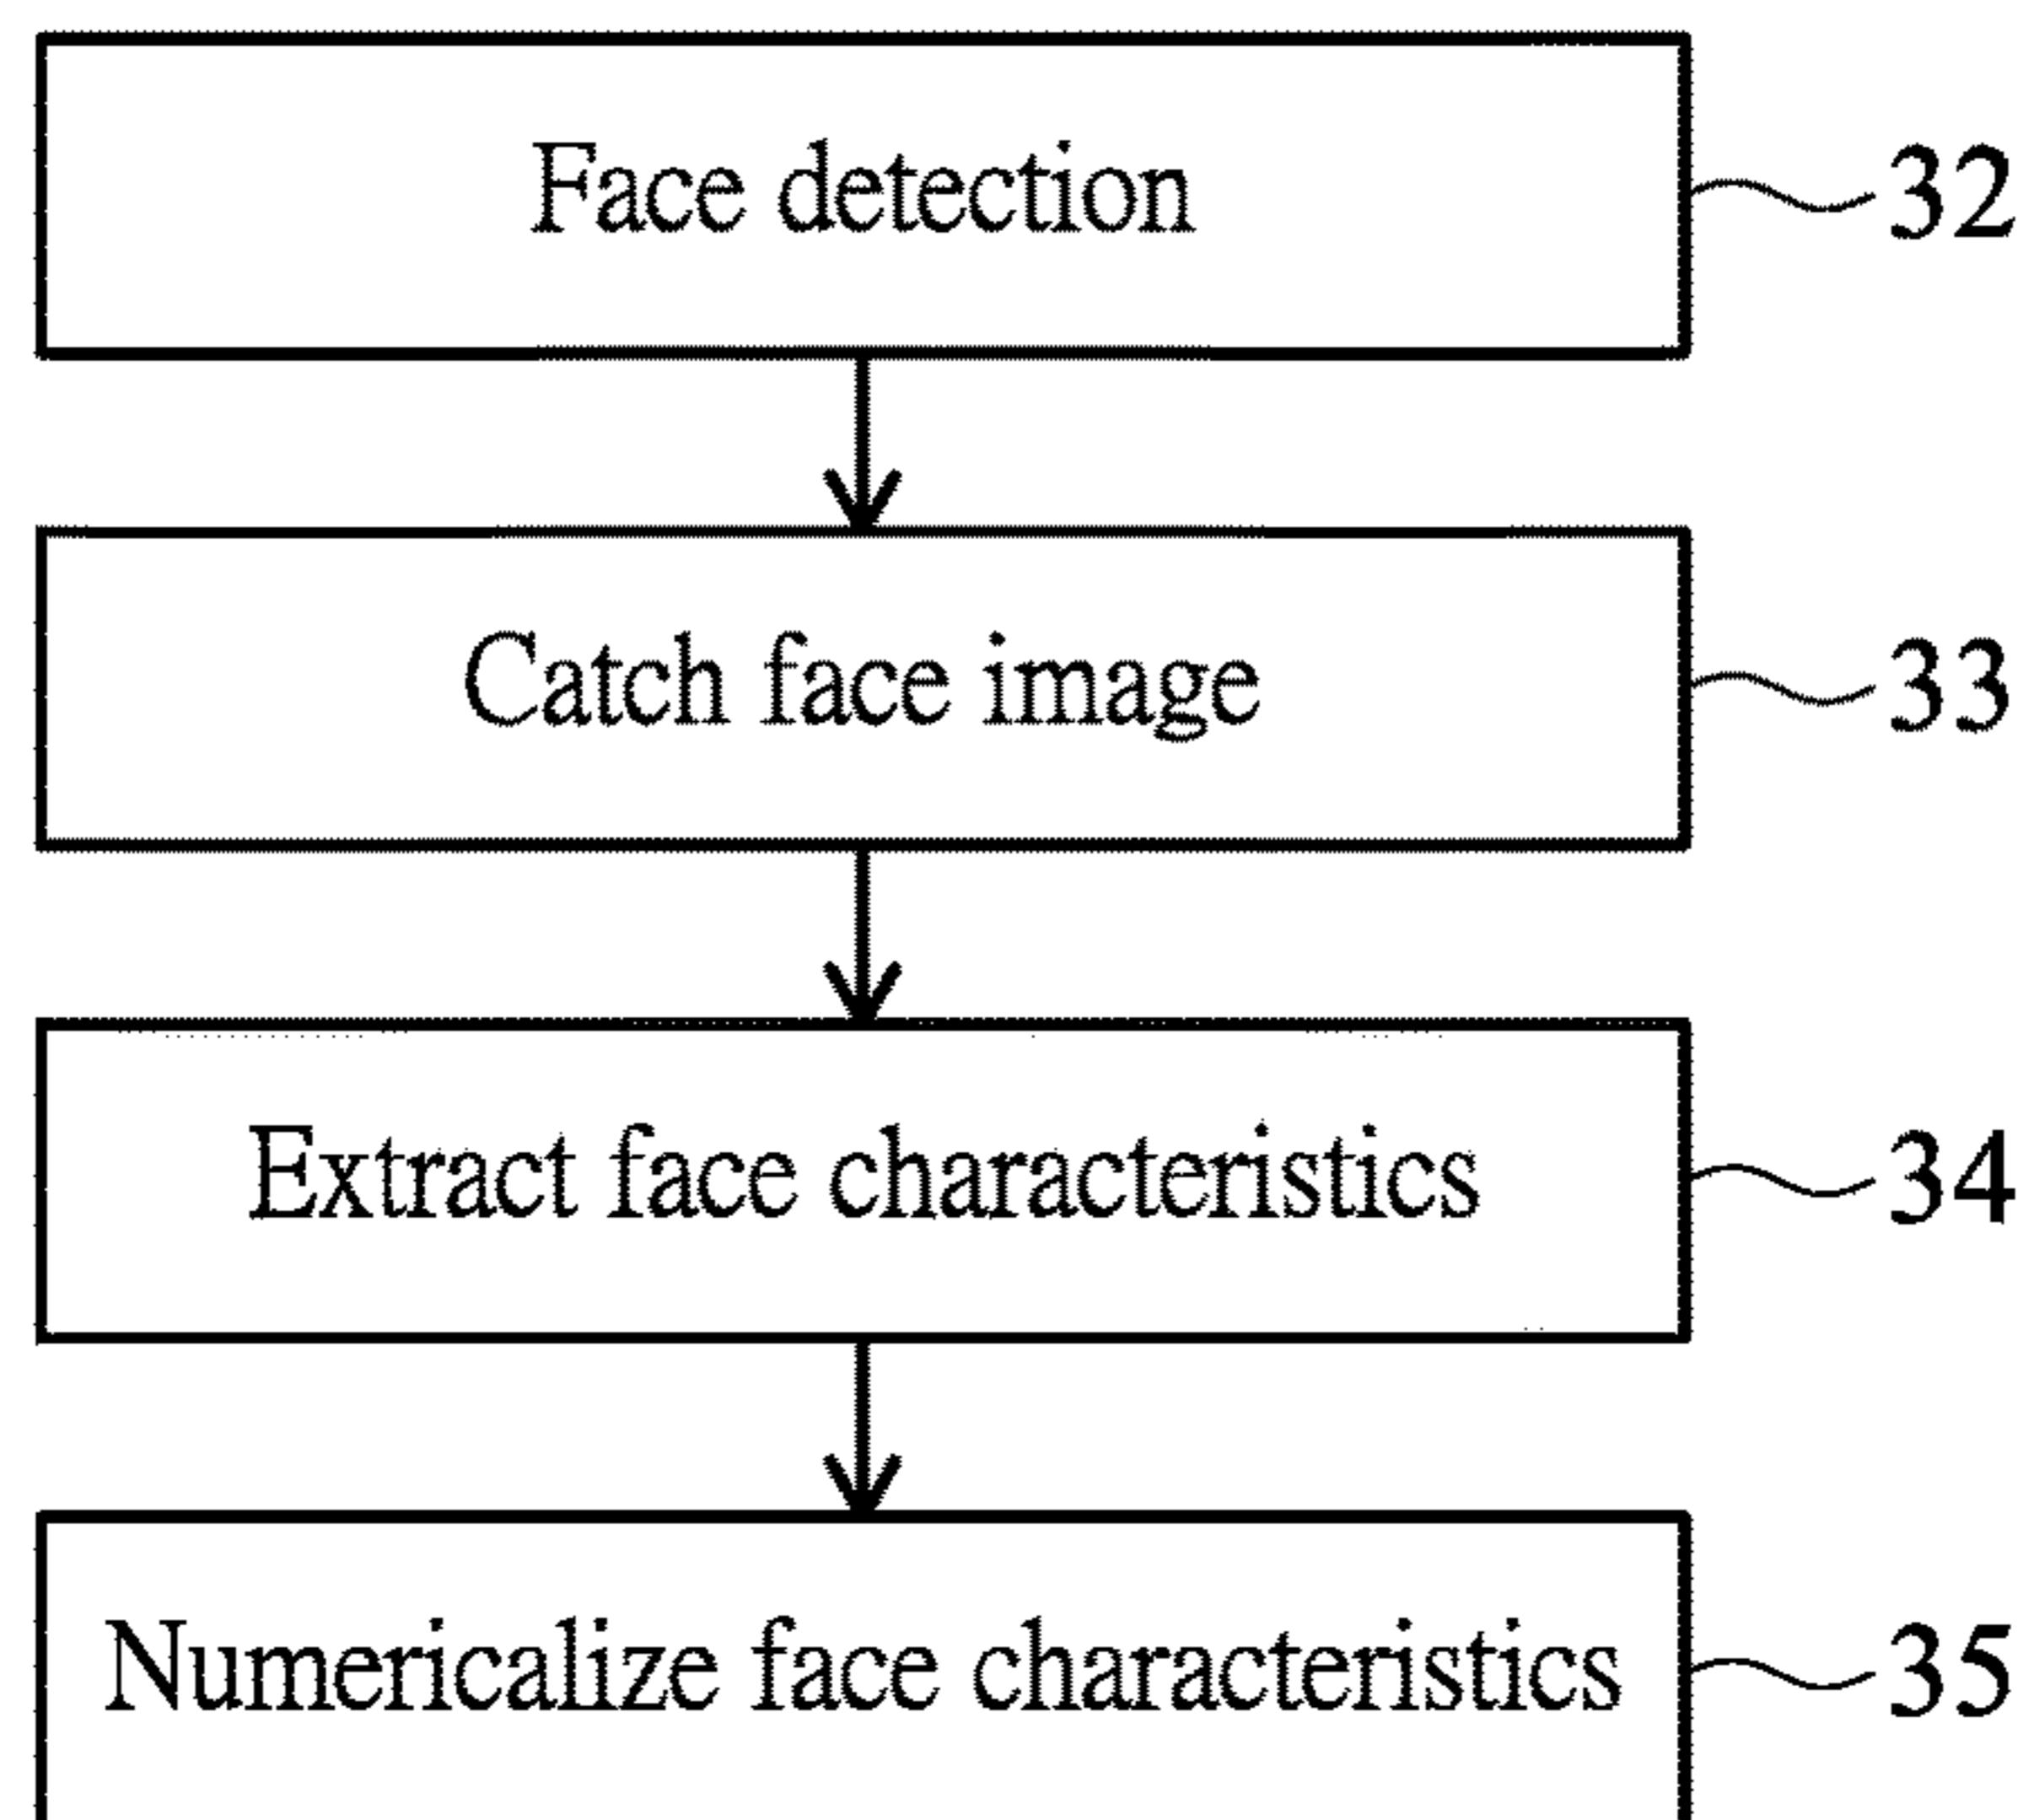 Face detection 32
Catch face image 33
Extract face characteristics 34
Numericalize face characteristics 35